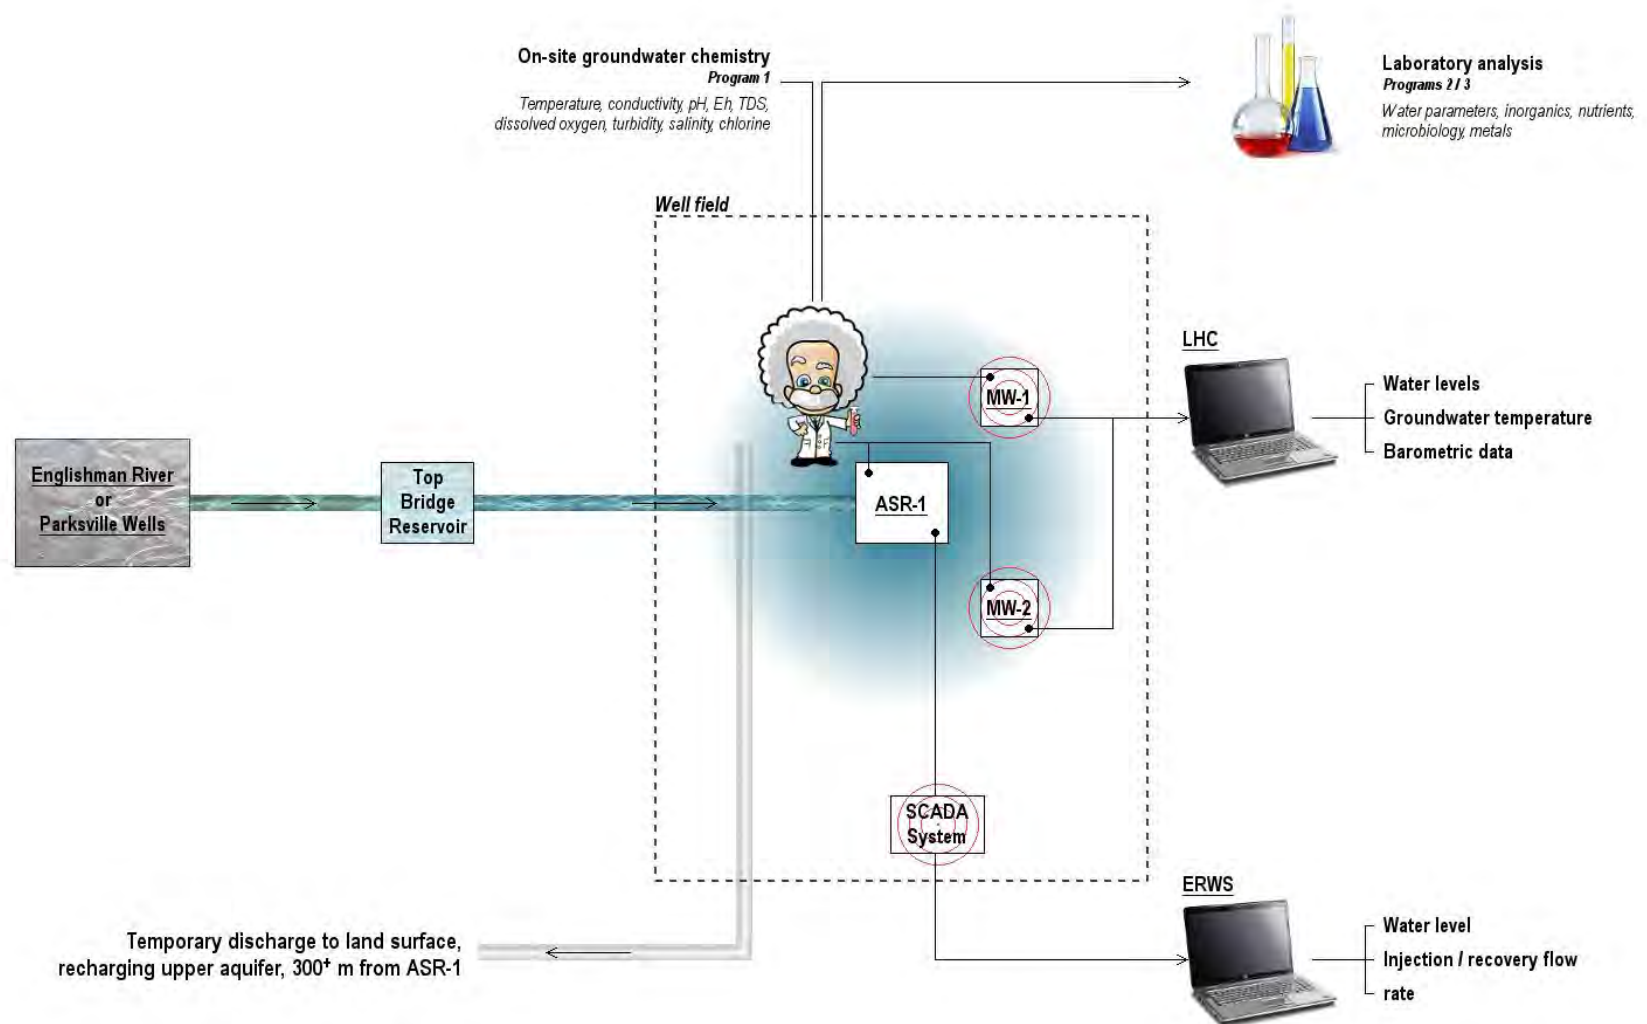 On-site groundwater chemistry
Program 1
Temperature, conductivity, pH, Eh, TDS,
dissolved oxygen, turbidity, salinity, chlorine
Laboratory analysis
Programs 2 / 3
Water parameters, inorganics, nutrients,
microbiology, metals
Well field
LHC
Water levels
Groundwater temperature
Barometric data
MW-1
Englishman River
or
Parksville Wells
Top
Bridge
Reservoir
ASR-1
MW-2
SCADA
System
ERWS
Water level
Injection / recovery flow
rate
Temporary discharge to land surface,
recharging upper aquifer, 300⁺ m from ASR-1